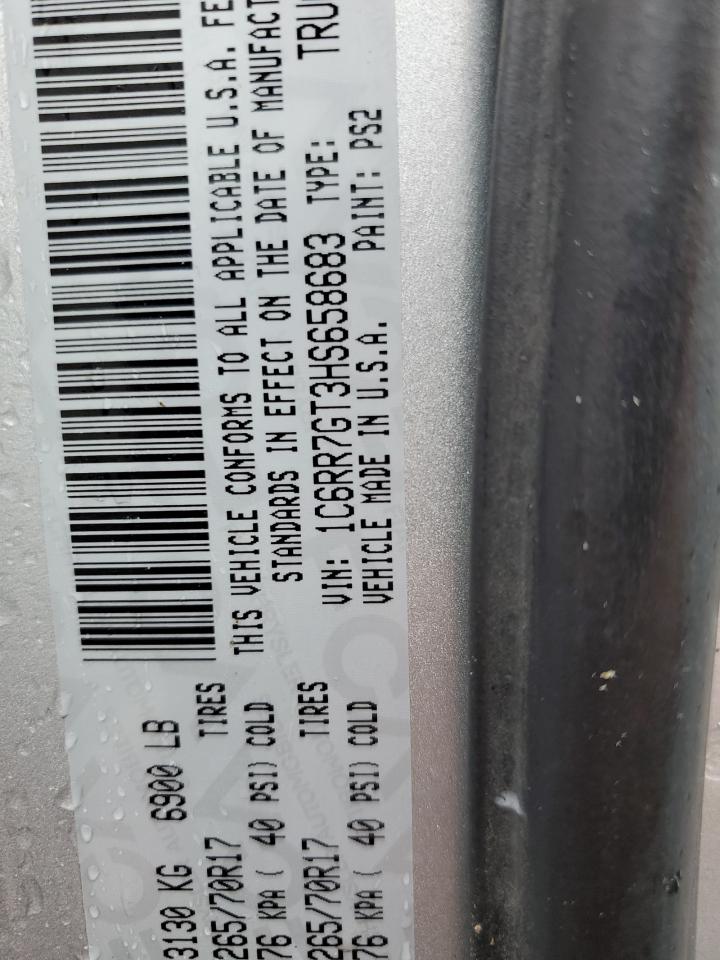 3130 KG 6900 LB
265/70R17 TIRES
76 KPA ( 40 PSI) COLD
265/70R17 TIRES
76 KPA ( 40 PSI) COLD
THIS VEHICLE CONFORMS TO ALL APPLICABLE U.S.A. FE
STANDARDS IN EFFECT ON THE DATE OF MANUFACT
VIN: 1C6RR7GT3HS658683 TYPE: TRU
VEHICLE MADE IN U.S.A. PAINT: PS2